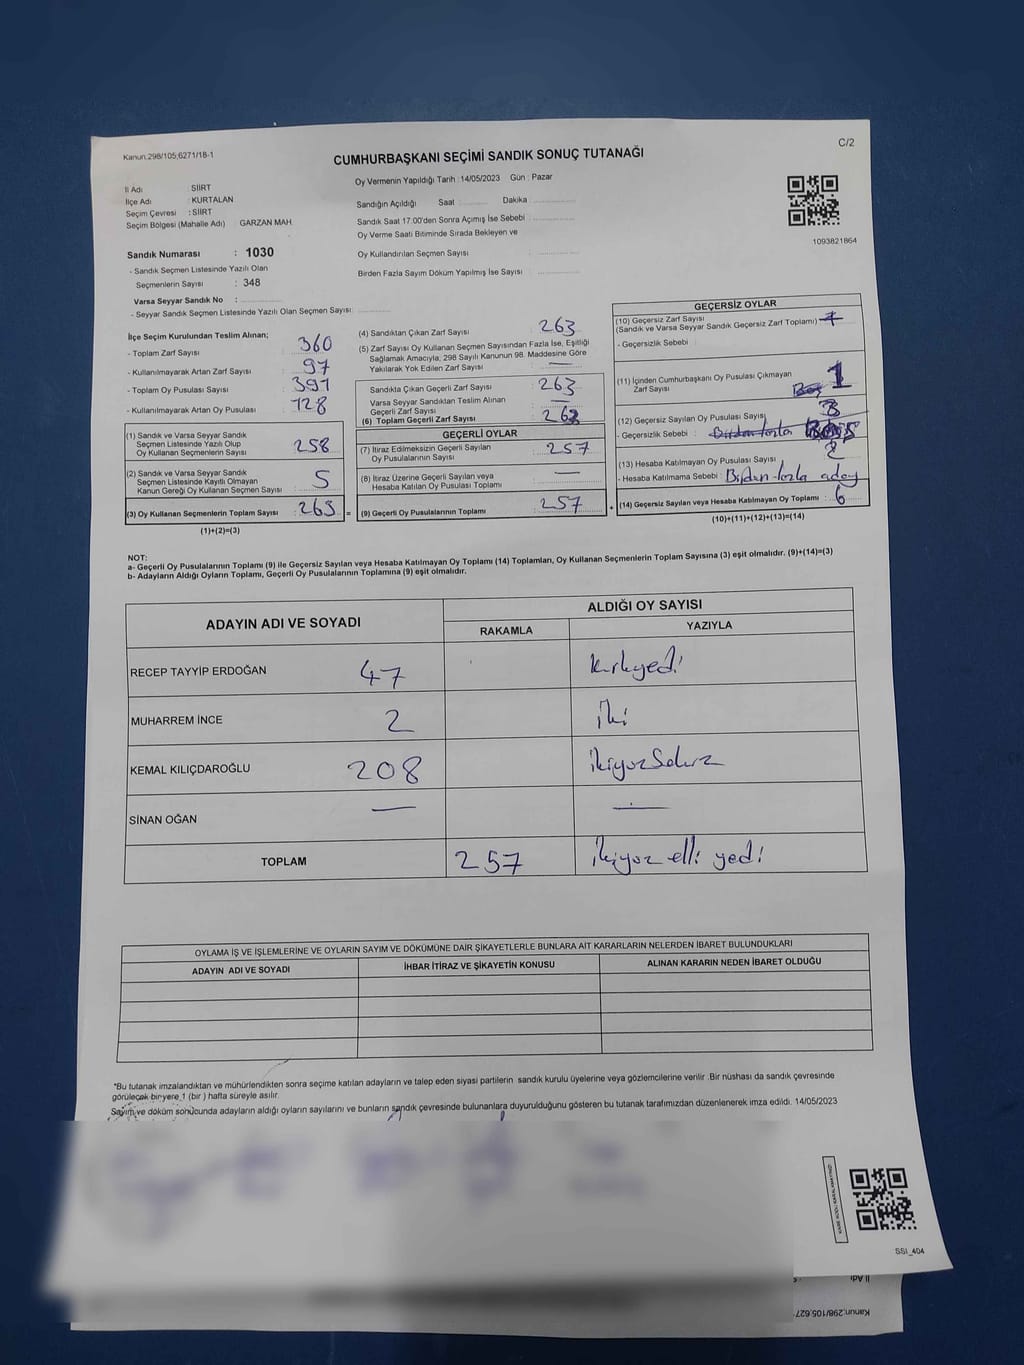 Kanun.298/105,6271/18-1
C/2
CUMHURBAŞKANI SEÇİMİ SANDIK SONUÇ TUTANAĞI
Oy Vermenin Yapıldığı Tarih : 14/05/2023 Gün : Pazar
İl Adı : SİİRT
İlçe Adı : KURTALAN
Seçim Çevresi : SİİRT
Seçim Bölgesi (Mahalle Adı) GARZAN MAH.
Sandık Numarası : 1030
- Sandık Seçmen Listesinde Yazılı Olan
Seçmenlerin Sayısı : 348
Varsa Seyyar Sandık No :
- Seyyar Sandık Seçmen Listesinde Yazılı Olan Seçmen Sayısı:
Sandığın Açıldığı Saat Dakika
Sandık Saat 17.00'den Sonra Açımış İse Sebebi
Oy Verme Saati Bitiminde Sırada Bekleyen ve
Oy Kullandırılan Seçmen Sayısı :
Birden Fazla Sayım Döküm Yapılmış İse Sayısı :
1093821864
İlçe Seçim Kurulundan Teslim Alınan;
- Toplam Zarf Sayısı : 360
- Kullanılmayarak Artan Zarf Sayısı : 97
- Toplam Oy Pusulası Sayısı : 391
- Kullanılmayarak Artan Oy Pusulası : 128
(1) Sandık ve Varsa Seyyar Sandık
Seçmen Listesinde Yazılı Olup
Oy Kullanan Seçmenlerin Sayısı : 258
(2) Sandık ve Varsa Seyyar Sandık
Seçmen Listesinde Kayıtlı Olmayan
Kanun Gereği Oy Kullanan Seçmen Sayısı : 5
(3) Oy Kullanan Seçmenlerin Toplam Sayısı : 263 =
(1)+(2)=(3)
(4) Sandıktan Çıkan Zarf Sayısı : 263
(5) Zarf Sayısı Oy Kullanan Seçmen Sayısından Fazla İse, Eşitliği
Sağlamak Amacıyla, 298 Sayılı Kanunun 98. Maddesine Göre
Yakılarak Yok Edilen Zarf Sayısı : —
Sandıkta Çıkan Geçerli Zarf Sayısı : 263
Varsa Seyyar Sandıktan Teslim Alınan
Geçerli Zarf Sayısı : —
(6) Toplam Geçerli Zarf Sayısı : 263
GEÇERLİ OYLAR
(7) İtiraz Edilmeksizin Geçerli Sayılan
Oy Pusulalarının Sayısı : 257
(8) İtiraz Üzerine Geçerli Sayılan veya
Hesaba Katılan Oy Pusulası Toplamı : —
(9) Geçerli Oy Pusulalarının Toplamı : 257 +
GEÇERSİZ OYLAR
(10) Geçersiz Zarf Sayısı
(Sandık ve Varsa Seyyar Sandık Geçersiz Zarf Toplamı) :
- Geçersizlik Sebebi :
(11) İçinden Cumhurbaşkanı Oy Pusulası Çıkmayan
Zarf Sayısı : Boş 1
(12) Geçersiz Sayılan Oy Pusulası Sayısı : 3
- Geçersizlik Sebebi : Birden fazla
(13) Hesaba Katılmayan Oy Pusulası Sayısı : 2
- Hesaba Katılmama Sebebi : Birden fazla aday
(14) Geçersiz Sayılan veya Hesaba Katılmayan Oy Toplamı : 6
(10)+(11)+(12)+(13)=(14)
NOT:
a- Geçerli Oy Pusulalarının Toplamı (9) ile Geçersiz Sayılan veya Hesaba Katılmayan Oy Toplamı (14) Toplamları, Oy Kullanan Seçmenlerin Toplam Sayısına (3) eşit olmalıdır. (9)+(14)=(3)
b- Adayların Aldığı Oyların Toplamı, Geçerli Oy Pusulalarının Toplamına (9) eşit olmalıdır.
ADAYIN ADI VE SOYADI
ALDIĞI OY SAYISI
RAKAMLA YAZIYLA
RECEP TAYYİP ERDOĞAN 47 kırkyedi
MUHARREM İNCE 2 iki
KEMAL KILIÇDAROĞLU 208 ikiyüzSekiz
SİNAN OĞAN — —
TOPLAM 257 ikiyüz elli yedi
OYLAMA İŞ VE İŞLEMLERİNE VE OYLARIN SAYIM VE DÖKÜMÜNE DAİR ŞİKAYETLERLE BUNLARA AİT KARARLARIN NELERDEN İBARET BULUNDUKLARI
ADAYIN ADI VE SOYADI İHBAR İTİRAZ VE ŞİKAYETİN KONUSU ALINAN KARARIN NEDEN İBARET OLDUĞU
*Bu tutanak imzalandıktan ve mühürlendikten sonra seçime katılan adayların ve talep eden siyasi partilerin sandık kurulu üyelerine veya gözlemcilerine verilir .Bir nüshası da sandık çevresinde
görülecek bir yere 1 (bir ) hafta süreyle asılır.
Sayım ve döküm sonucunda adayların aldığı oyların sayılarını ve bunların sandık çevresinde bulunanlara duyurulduğunu gösteren bu tutanak tarafımızdan düzenlenerek imza edildi. 14/05/2023
KARE KODU KARALAMAYINIZ!
SSI_404
İl Adı
Kanun.298/105,627